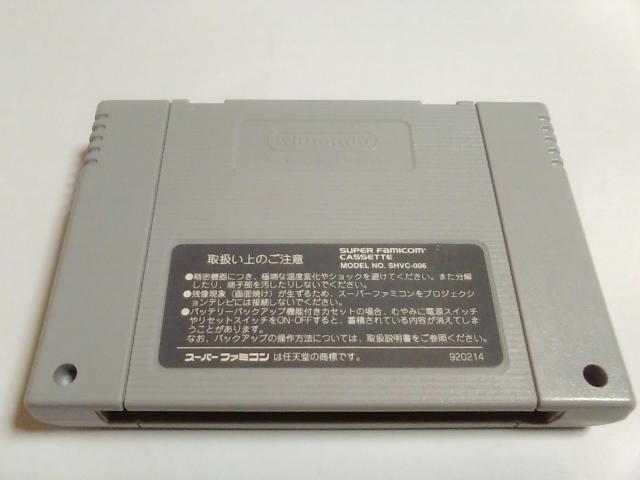 Nintendo
取扱い上のご注意
SUPER FAMICOM
CASSETTE
MODEL NO. SHVC-006
●精密機器につき、極端な温度変化やショックを避けてください。また分解
したり、端子部を汚したりしないでください。
●残像現象（画面焼け）が生ずるため、スーパーファミコンをプロジェクシ
ョンテレビには接続しないでください。
●バッテリーバックアップ機能付きカセットの場合、むやみに電源スイッチ
やリセットスイッチをON・OFFすると、蓄積されている内容が消えてしま
うことがあります。
なお、バックアップの操作方法については、取扱説明書をご参照ください。
スーパーファミコン は任天堂の商標です。
920214